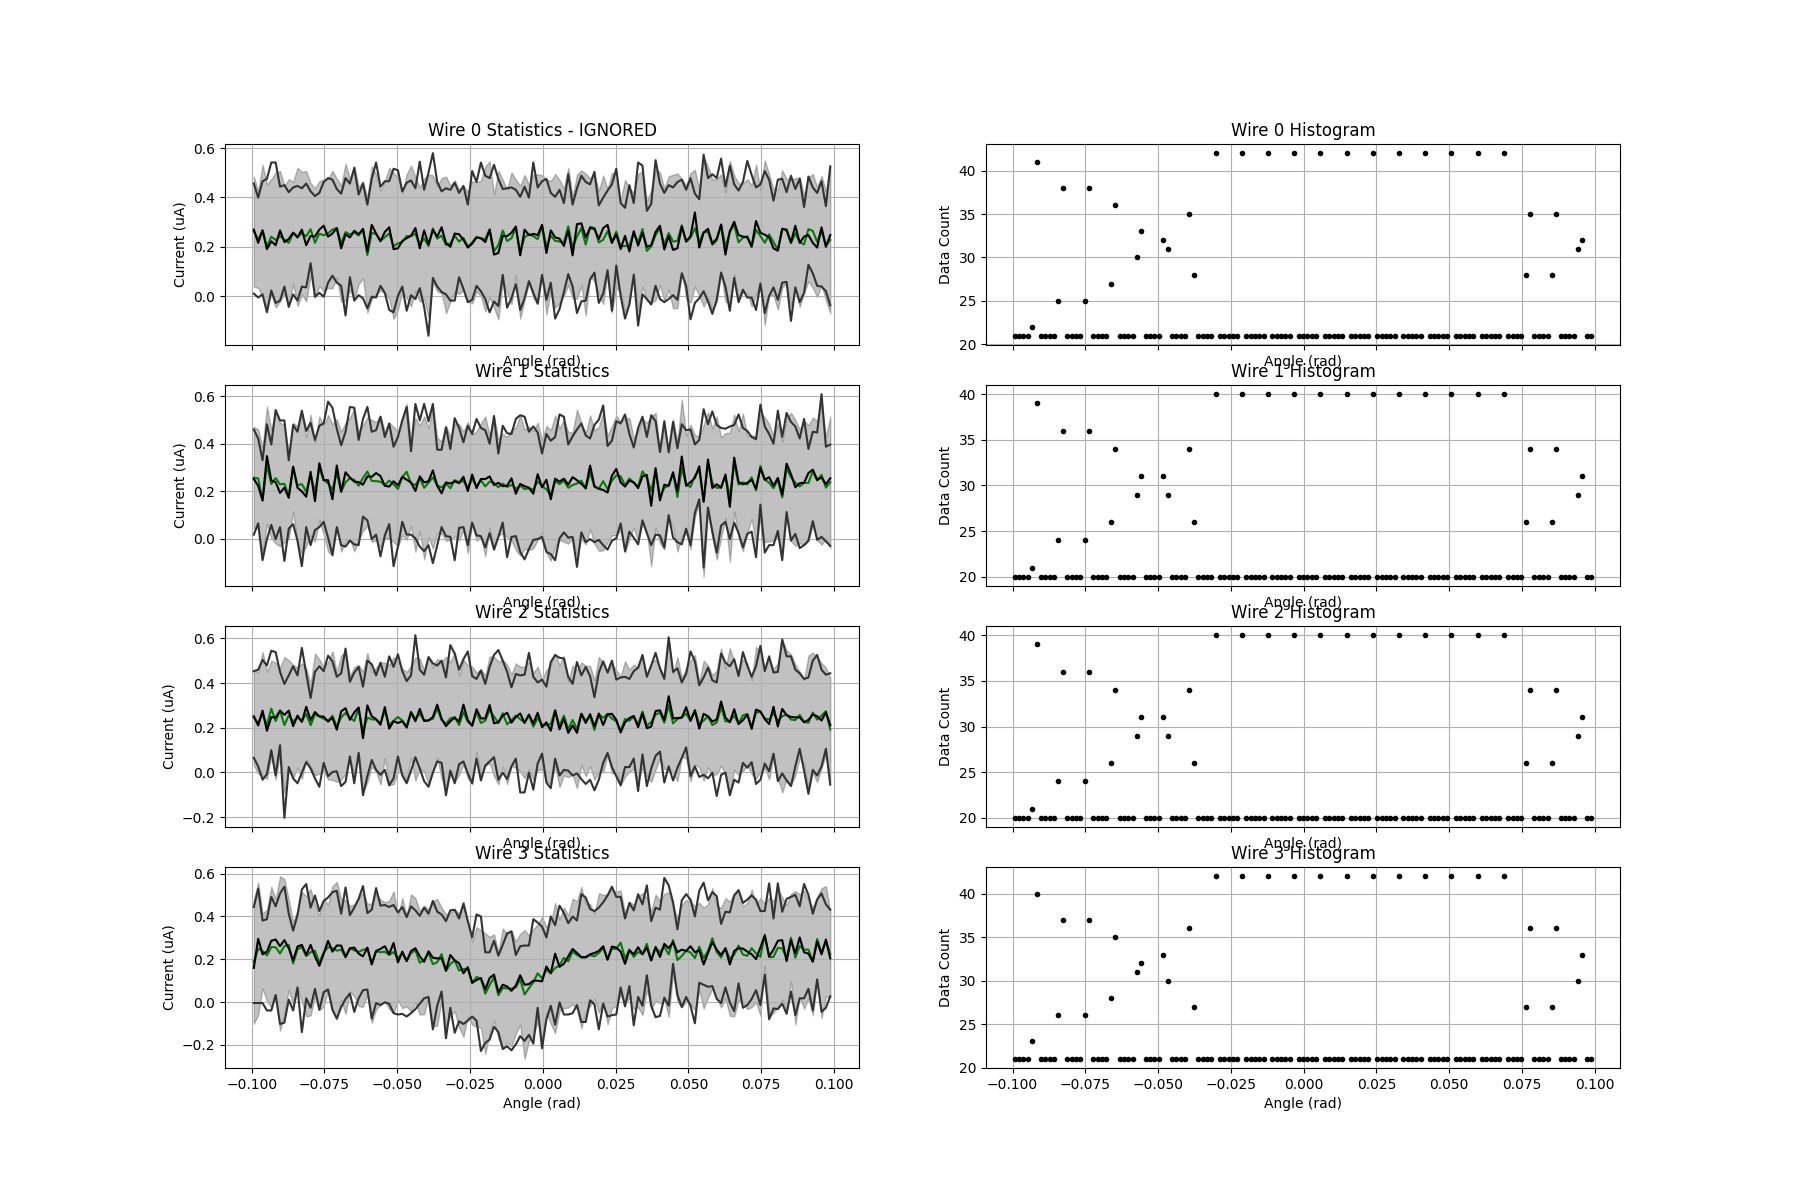 Wire 0 Statistics - IGNORED
Wire 0 Histogram
Current (uA)
0.6
0.4
0.2
0.0
Angle (rad)
Data Count
40
35
30
25
20
Angle (rad)
Wire 1 Statistics
Wire 1 Histogram
Current (uA)
0.6
0.4
0.2
0.0
Angle (rad)
Data Count
40
35
30
25
20
Angle (rad)
Wire 2 Statistics
Wire 2 Histogram
Current (uA)
0.6
0.4
0.2
0.0
−0.2
Angle (rad)
Data Count
40
35
30
25
20
Angle (rad)
Wire 3 Statistics
Wire 3 Histogram
Current (uA)
0.6
0.4
0.2
0.0
−0.2
−0.100 −0.075 −0.050 −0.025 0.000 0.025 0.050 0.075 0.100
Angle (rad)
Data Count
40
35
30
25
20
−0.100 −0.075 −0.050 −0.025 0.000 0.025 0.050 0.075 0.100
Angle (rad)